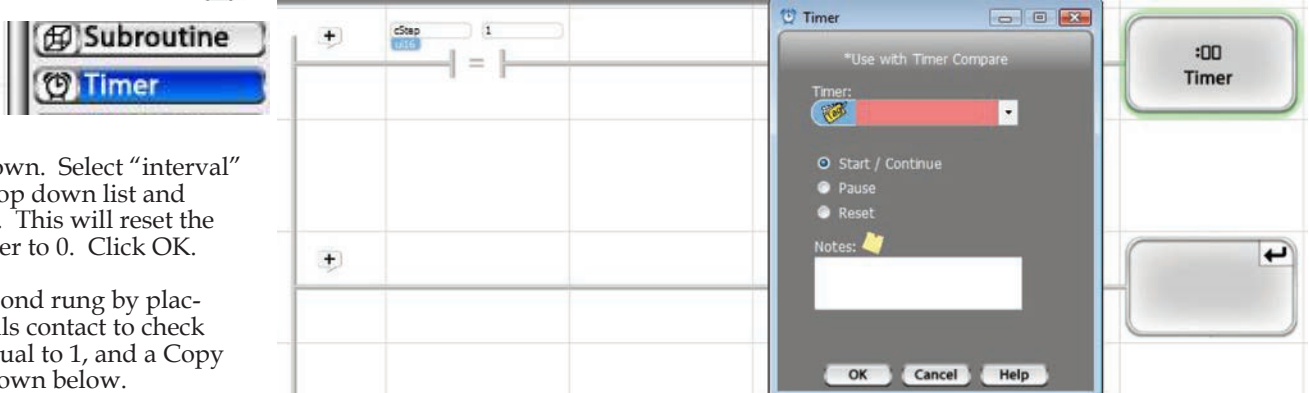 Subroutine
Timer
own. Select "interval"
op down list and
. This will reset the
er to 0. Click OK.
ond rung by plac-
ls contact to check
ual to 1, and a Copy
own below.
+
cStep
ui16
1
=
Timer
*Use with Timer Compare
Timer:
Tag
Start / Continue
Pause
Reset
Notes:
OK Cancel Help
:00
Timer
+